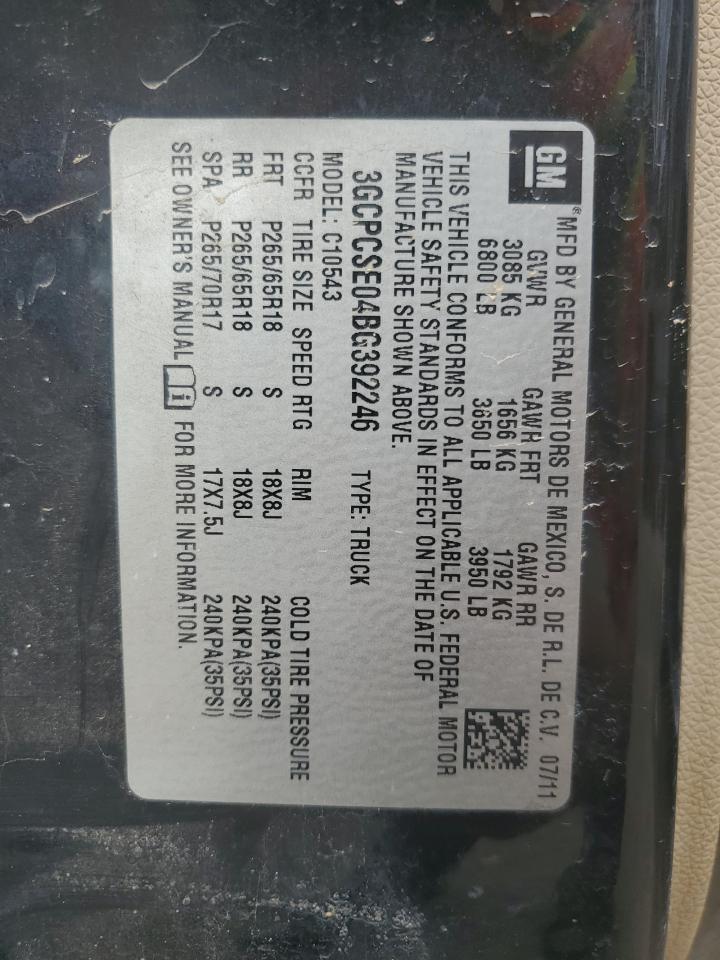 GM
® MFD BY GENERAL MOTORS DE MEXICO, S. DE R.L. DE C.V. 07/11
GVWR GAWR FRT GAWR RR
3085 KG 1656 KG 1792 KG
6800 LB 3650 LB 3950 LB
THIS VEHICLE CONFORMS TO ALL APPLICABLE U.S. FEDERAL MOTOR
VEHICLE SAFETY STANDARDS IN EFFECT ON THE DATE OF
MANUFACTURE SHOWN ABOVE.
3GCPCSE04BG392246 TYPE: TRUCK
MODEL: C10543
CCFR TIRE SIZE SPEED RTG RIM COLD TIRE PRESSURE
FRT P265/65R18 S 18X8J 240KPA(35PSI)
RR P265/65R18 S 18X8J 240KPA(35PSI)
SPA P265/70R17 S 17X7.5J 240KPA(35PSI)
SEE OWNER'S MANUAL FOR MORE INFORMATION.